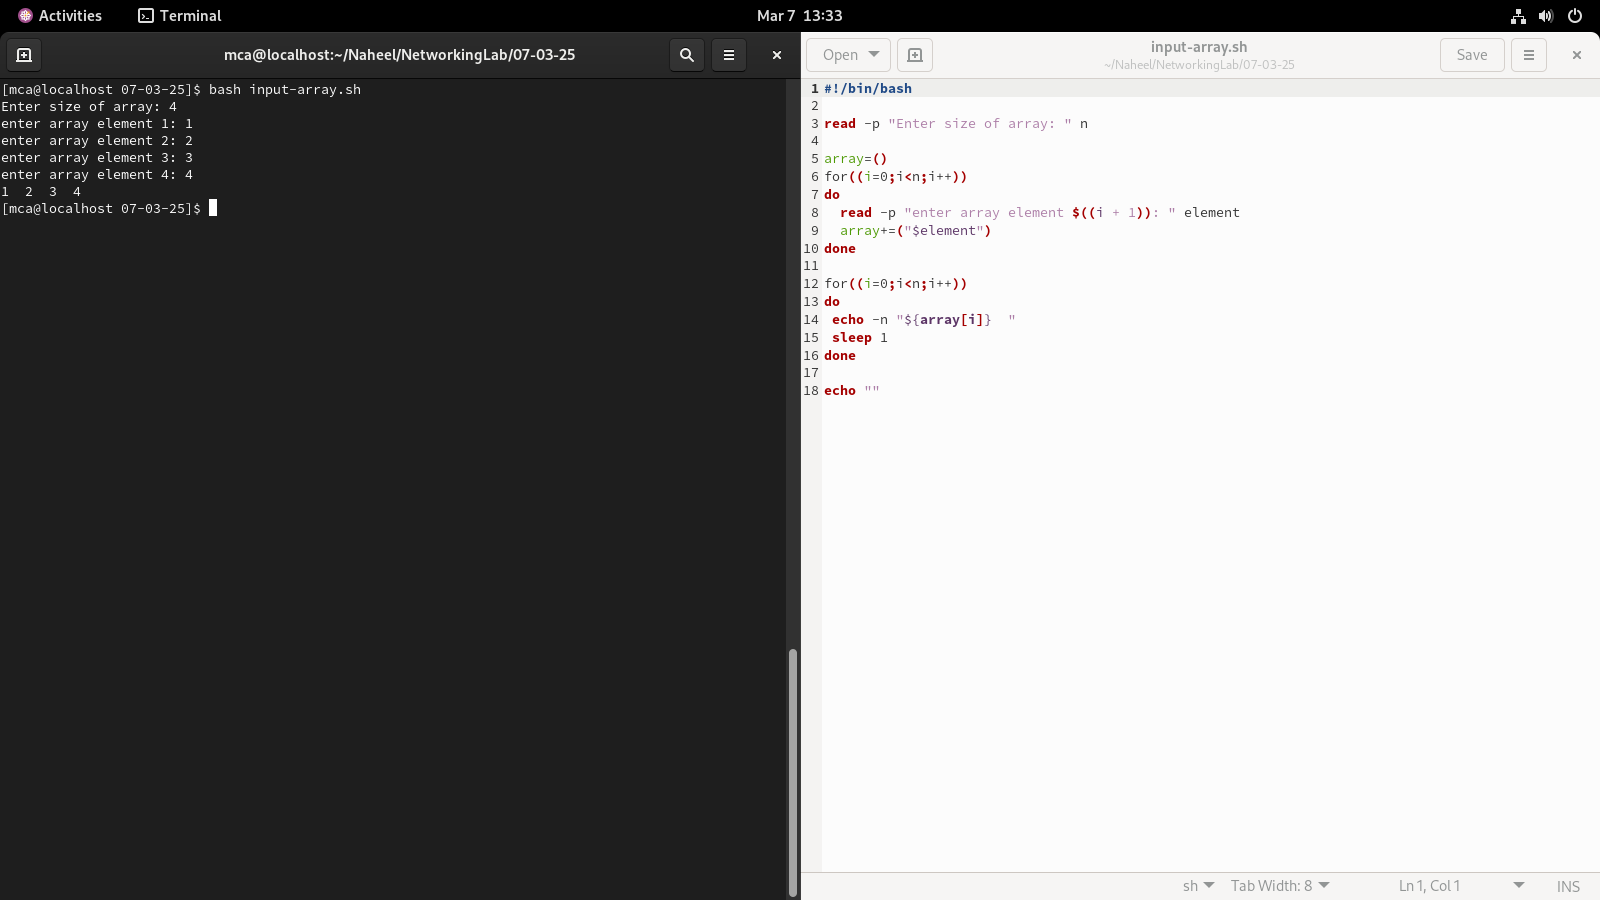 Activities
Terminal
Mar 7 13:33
mca@localhost:~/Naheel/NetworkingLab/07-03-25
[mca@localhost 07-03-25]$ bash input-array.sh
Enter size of array: 4
enter array element 1: 1
enter array element 2: 2
enter array element 3: 3
enter array element 4: 4
1  2  3  4
[mca@localhost 07-03-25]$
Open
input-array.sh
~/Naheel/NetworkingLab/07-03-25
Save
1 #!/bin/bash
2
3 read -p "Enter size of array: " n
4
5 array=()
6 for((i=0;i<n;i++))
7 do
8   read -p "enter array element $((i + 1)): " element
9   array+=("$element")
10 done
11
12 for((i=0;i<n;i++))
13 do
14  echo -n "${array[i]}  "
15  sleep 1
16 done
17
18 echo ""
sh
Tab Width: 8
Ln 1, Col 1
INS